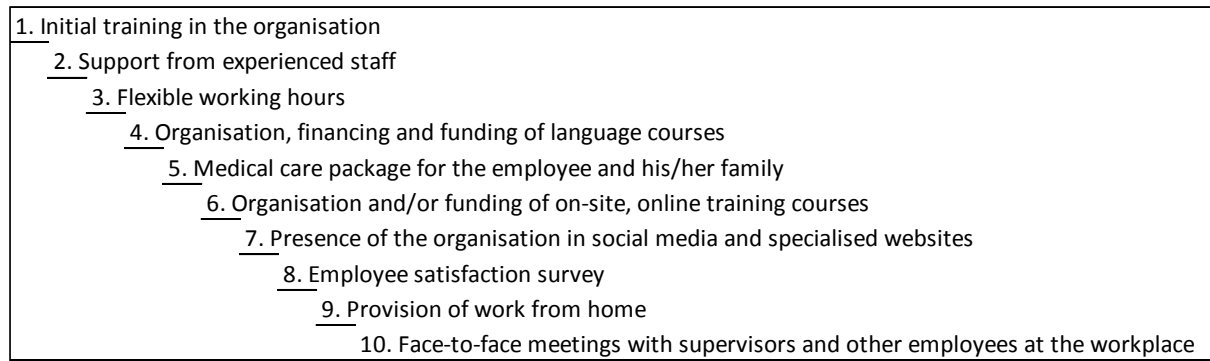 1. Initial training in the organisation
2. Support from experienced staff
3. Flexible working hours
4. Organisation, financing and funding of language courses
5. Medical care package for the employee and his/her family
6. Organisation and/or funding of on-site, online training courses
7. Presence of the organisation in social media and specialised websites
8. Employee satisfaction survey
9. Provision of work from home
10. Face-to-face meetings with supervisors and other employees at the workplace